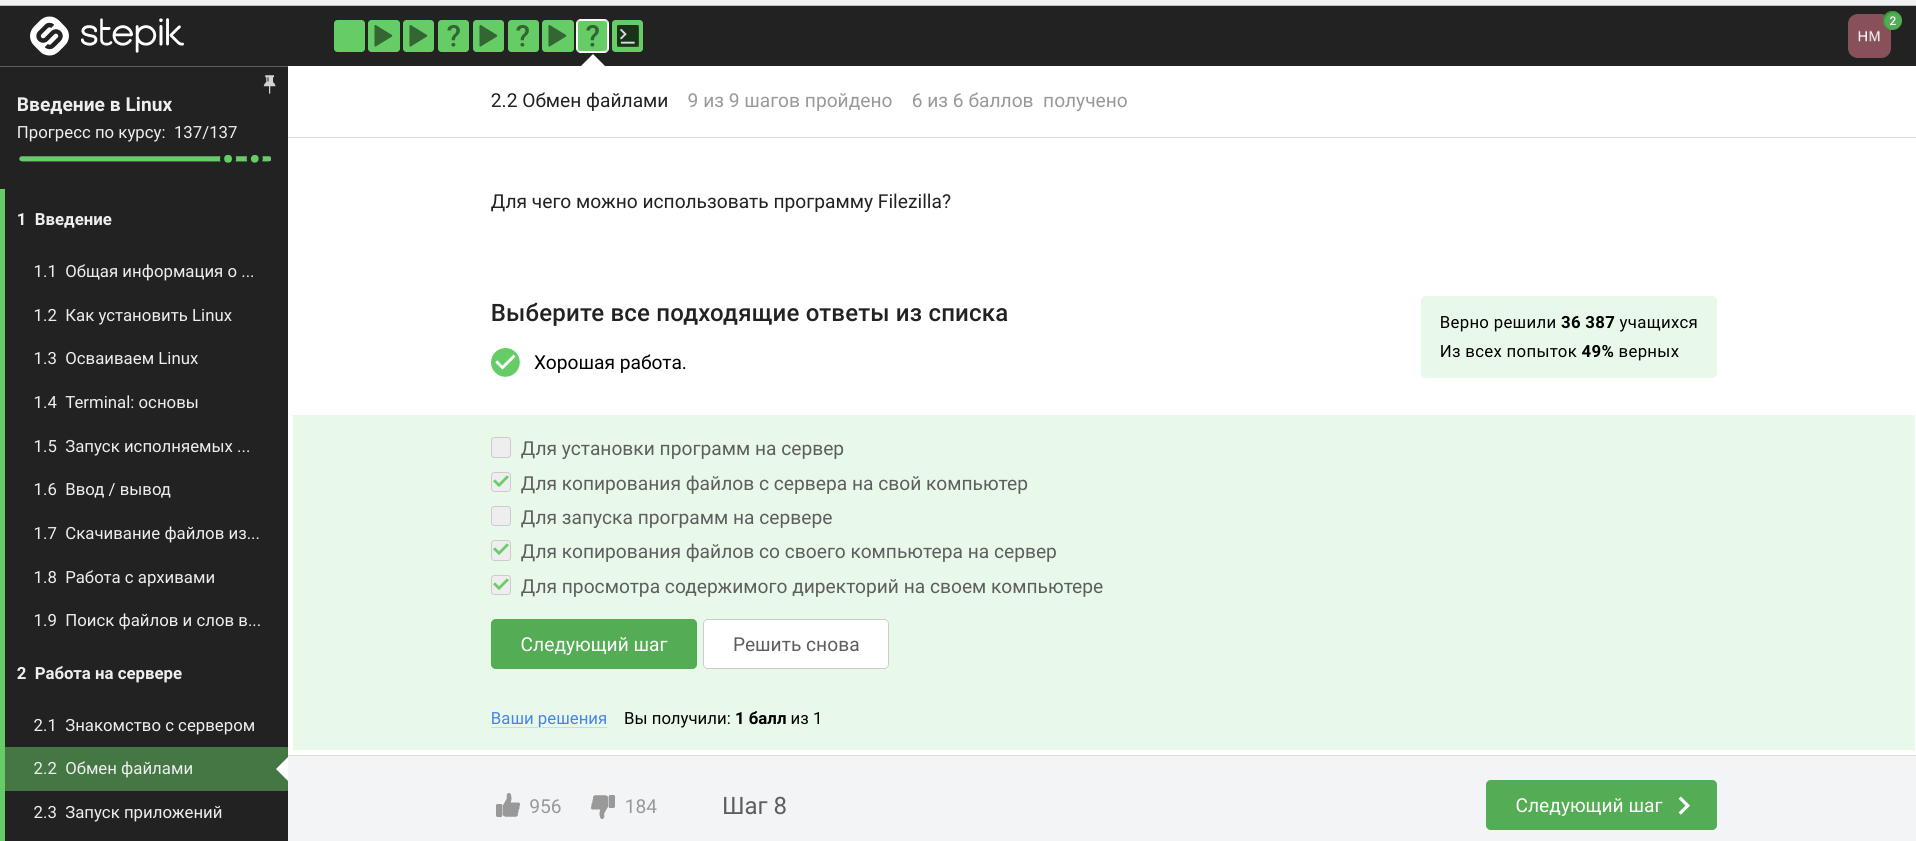 stepik
HM
2
Введение в Linux
Прогресс по курсу: 137/137
1 Введение
1.1 Общая информация о ...
1.2 Как установить Linux
1.3 Осваиваем Linux
1.4 Terminal: основы
1.5 Запуск исполняемых ...
1.6 Ввод / вывод
1.7 Скачивание файлов из...
1.8 Работа с архивами
1.9 Поиск файлов и слов в...
2 Работа на сервере
2.1 Знакомство с сервером
2.2 Обмен файлами
2.3 Запуск приложений
2.2 Обмен файлами 9 из 9 шагов пройдено 6 из 6 баллов получено
Для чего можно использовать программу Filezilla?
Выберите все подходящие ответы из списка
Хорошая работа.
Верно решили 36 387 учащихся
Из всех попыток 49% верных
Для установки программ на сервер
Для копирования файлов с сервера на свой компьютер
Для запуска программ на сервере
Для копирования файлов со своего компьютера на сервер
Для просмотра содержимого директорий на своем компьютере
Следующий шаг Решить снова
Ваши решения Вы получили: 1 балл из 1
956 184 Шаг 8 Следующий шаг